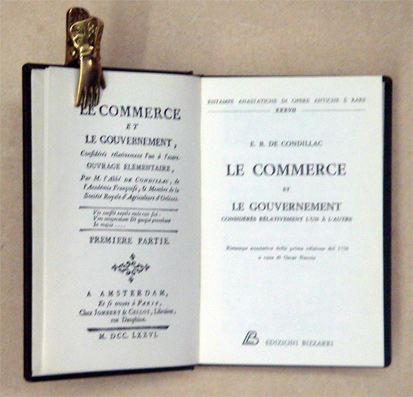 LE COMMERCE
ET
LE GOUVERNEMENT,
Considérés relativement l'un à l'autre.
OUVRAGE ELEMENTAIRE,
Par M. l'Abbé DE CONDILLAC, de
l'Académie Françoise, & Membre de la
Société Royale d'Agriculture d'Orléans.
PREMIERE PARTIE.
A AMSTERDAM,
Et se trouve à PARIS,
Chez JOMBERT & CELLOT, Libraires,
rue Dauphine.
M. DCC. LXXVI.
RISTAMPE ANASTATICHE DI OPERE ANTICHE E RARE
XXXVII
E. B. DE CONDILLAC
LE COMMERCE
ET
LE GOUVERNEMENT
CONSIDÉRÉS RELATIVEMENT L'UN À L'AUTRE
Ristampa anastatica della prima edizione del 1776
a cura di Oscar
EDIZIONI BIZZARRI